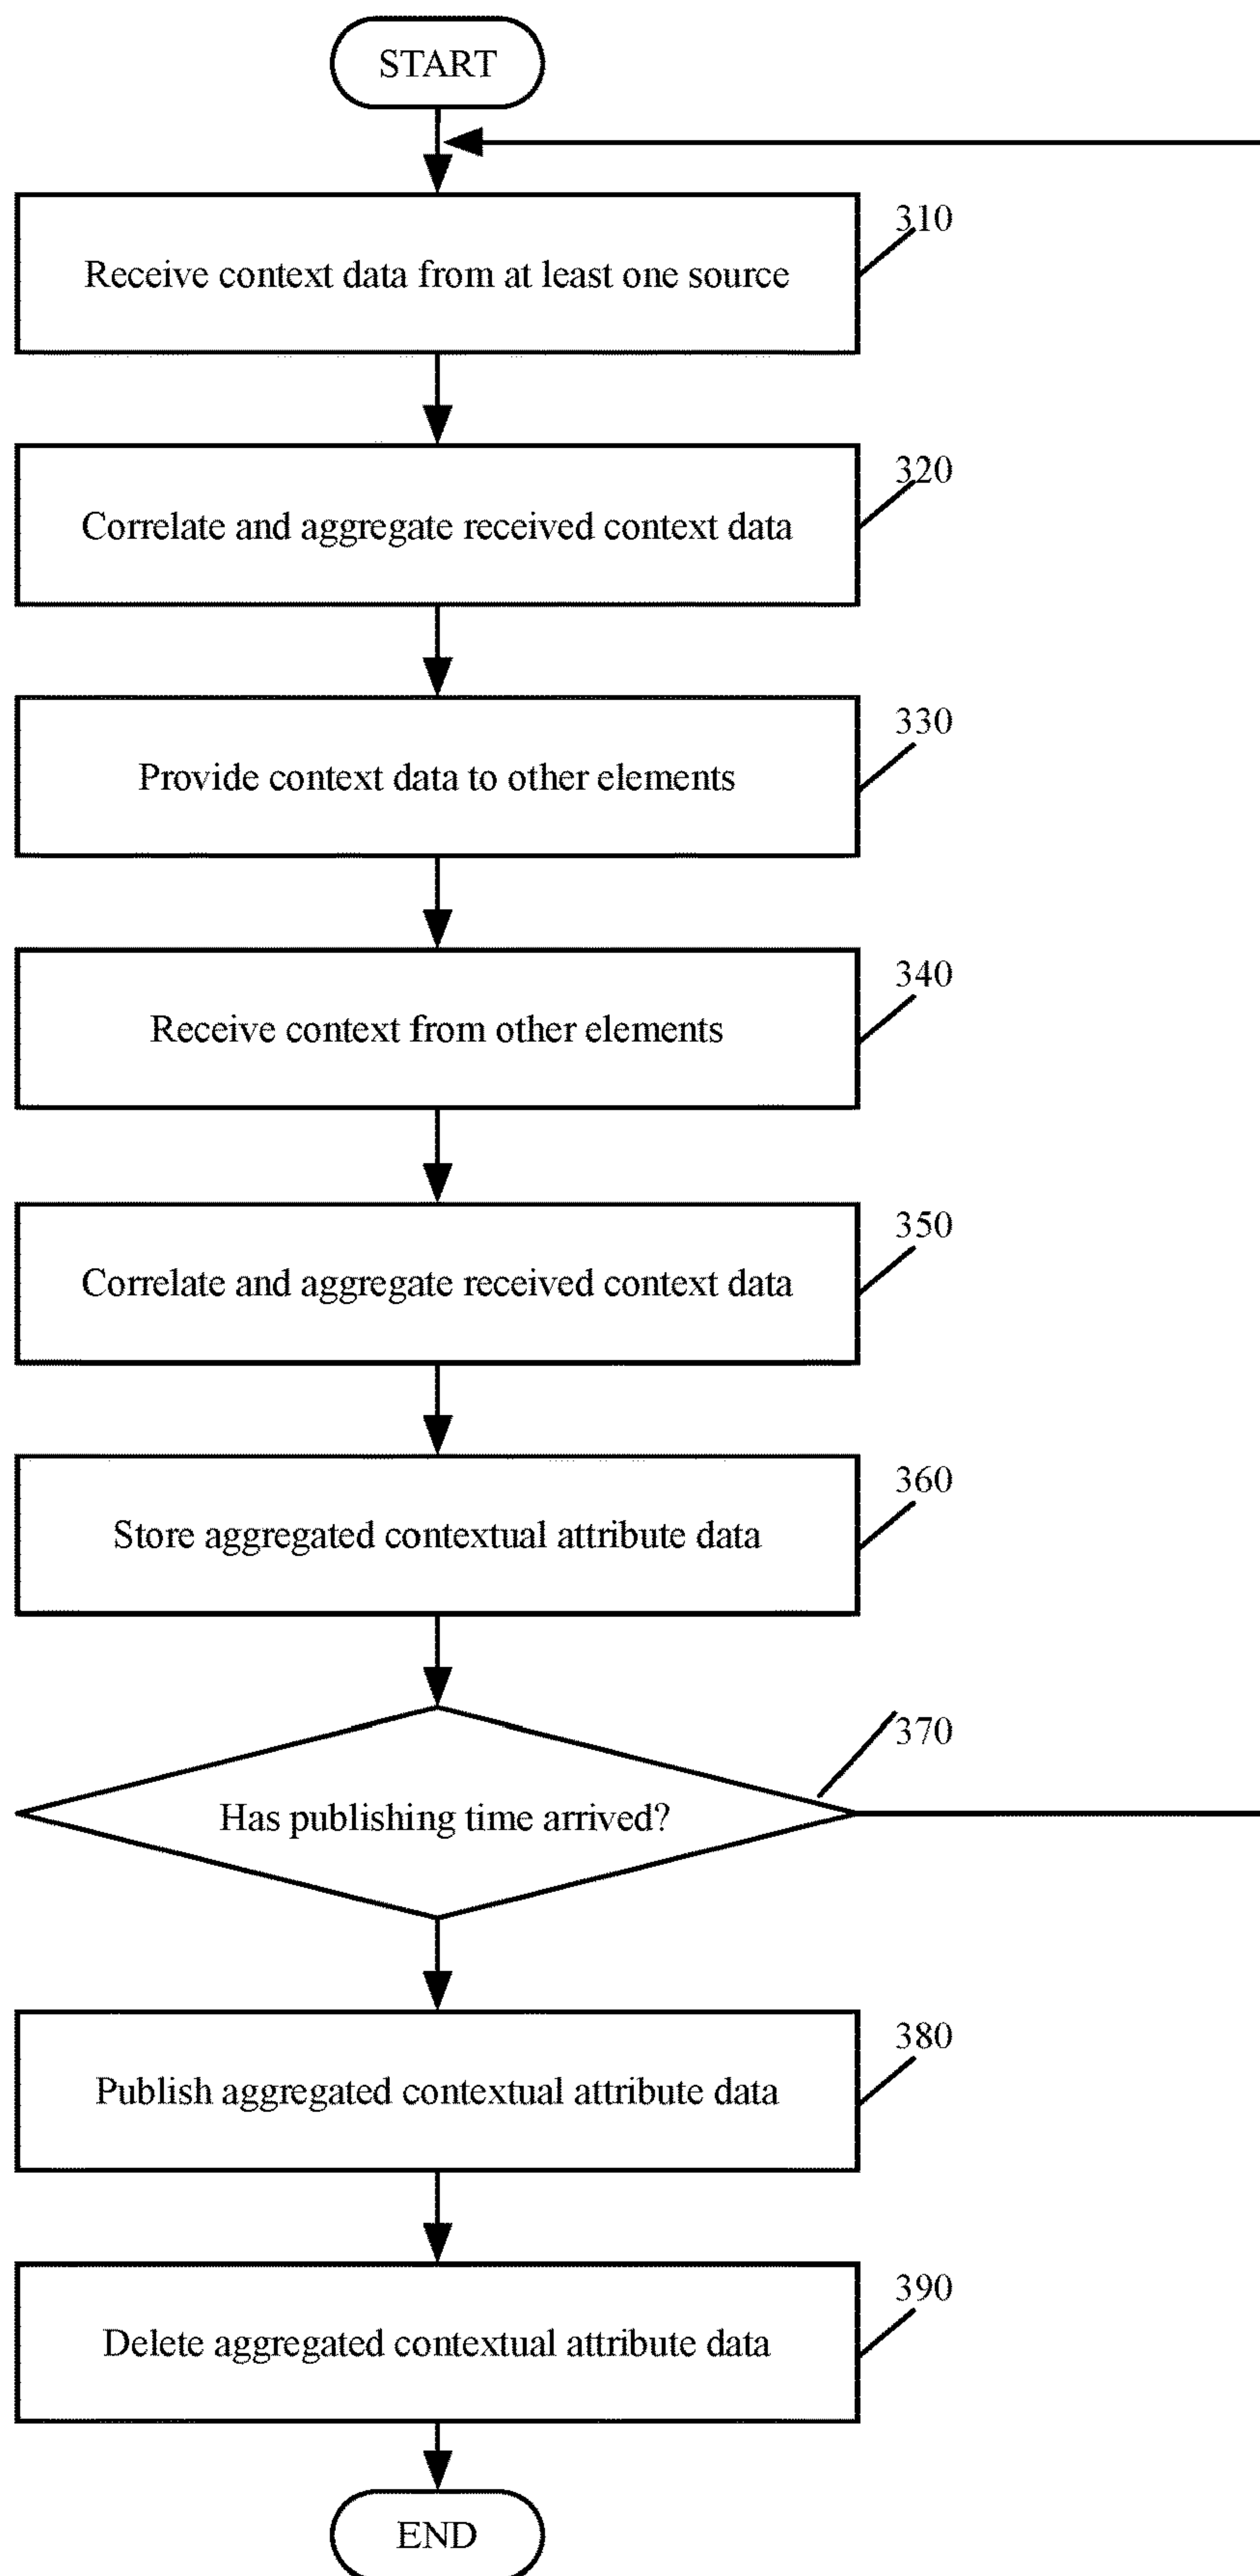 START
310
Receive context data from at least one source
320
Correlate and aggregate received context data
330
Provide context data to other elements
340
Receive context from other elements
350
Correlate and aggregate received context data
360
Store aggregated contextual attribute data
370
Has publishing time arrived?
380
Publish aggregated contextual attribute data
390
Delete aggregated contextual attribute data
END